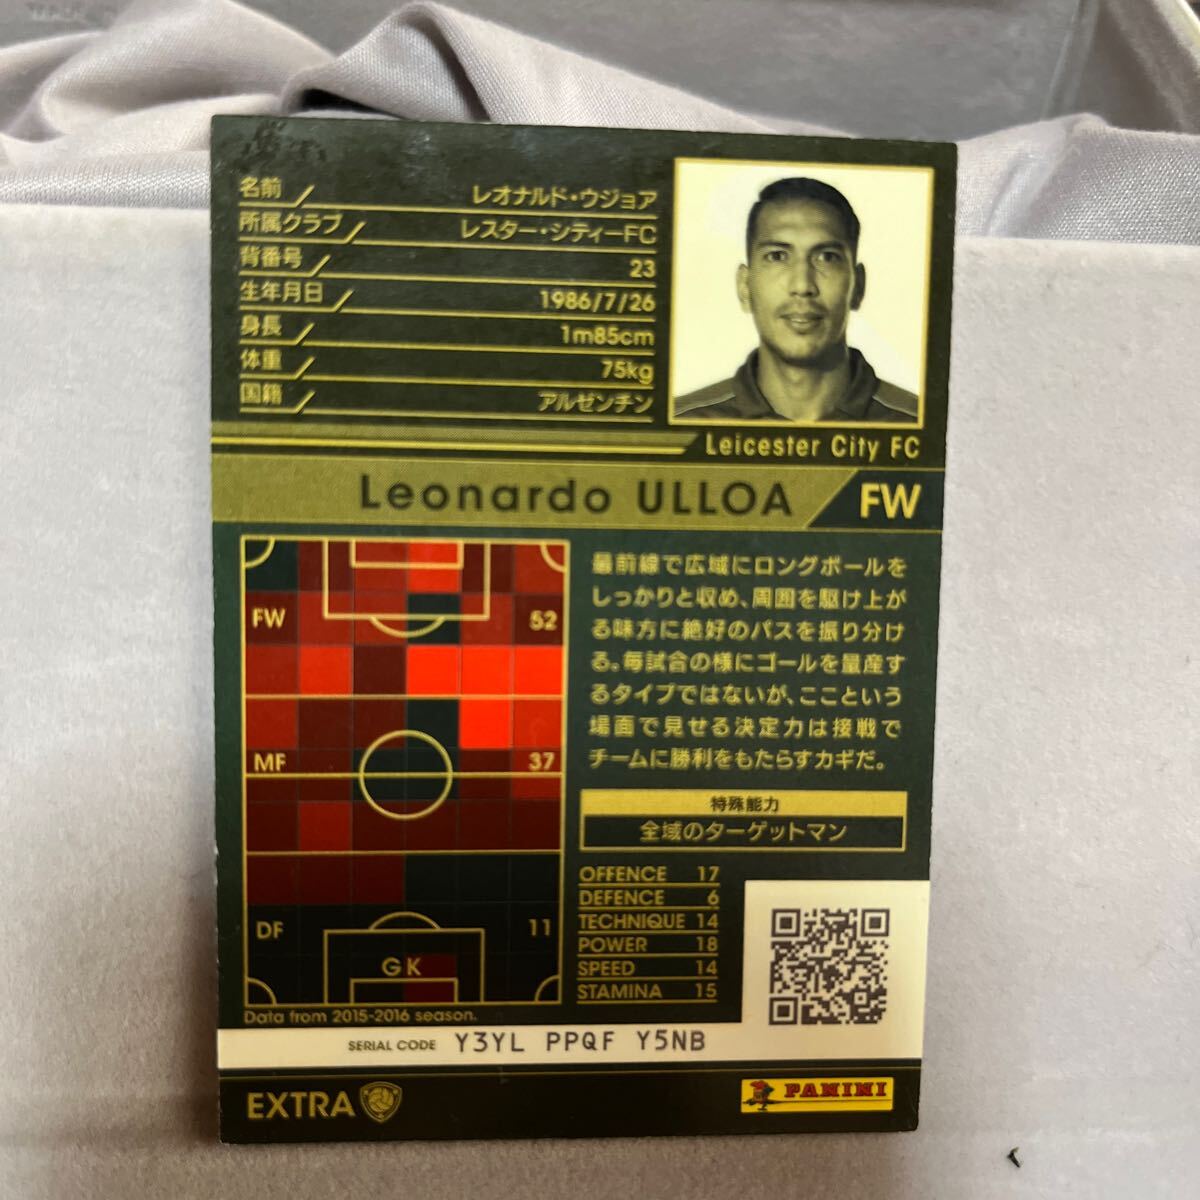 名前 レオナルド・ウジョア
所属クラブ レスター・シティーFC
背番号 23
生年月日 1986/7/26
身長 1m85cm
体重 75kg
国籍 アルゼンチン
Leicester City FC
Leonardo ULLOA FW
FW 52
MF 37
DF 11
GK
Data from 2015-2016 season.
最前線で広域にロングボールを
しっかりと収め、周囲を駆け上が
る味方に絶好のパスを振り分け
る。毎試合の様にゴールを量産す
るタイプではないが、ここという
場面で見せる決定力は接戦で
チームに勝利をもたらすカギだ。
特殊能力
全域のターゲットマン
OFFENCE 17
DEFENCE 6
TECHNIQUE 14
POWER 18
SPEED 14
STAMINA 15
SERIAL CODE Y3YL PPQF Y5NB
EXTRA
PANINI